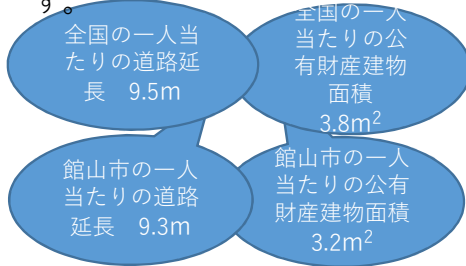 す。
全国の一人当
たりの道路延
長　9.5m
全国の一人
当たりの公
有財産建物
面積
3.8m²
館山市の一人
当たりの道路
延長　9.3m
館山市の一人
当たりの公有
財産建物面積
3.2m²